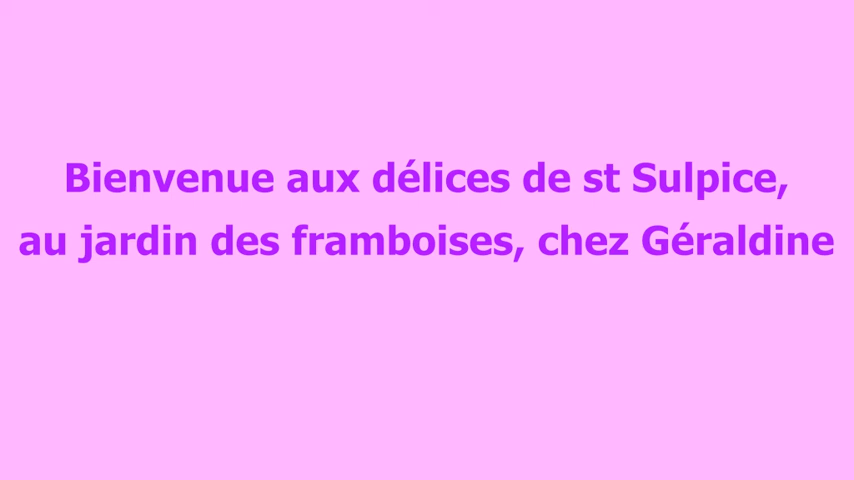 Bienvenue aux délices de st Sulpice,
au jardin des framboises, chez Géraldine